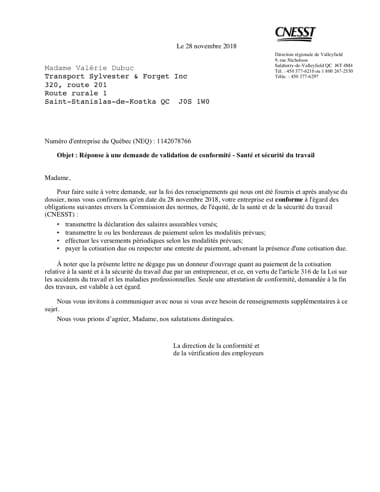 CNESST
Le 28 novembre 2018
Direction régionale de Valleyfield
9, rue Nicholson
Salaberry-de-Valleyfield QC J6T 4M4
Tél. : 450 377-6210 ou 1 800 267-2550
Téléc. : 450 377-6297
Madame Valérie Dubuc
Transport Sylvester & Forget Inc
320, route 201
Route rurale 1
Saint-Stanislas-de-Kostka QC J0S 1W0
Numéro d'entreprise du Québec (NEQ) : 1142078766
Objet : Réponse à une demande de validation de conformité - Santé et sécurité du travail
Madame,
Pour faire suite à votre demande, sur la foi des renseignements qui nous ont été fournis et après analyse du
dossier, nous vous confirmons qu'en date du 28 novembre 2018, votre entreprise est conforme à l'égard des
obligations suivantes envers la Commission des normes, de l'équité, de la santé et de la sécurité du travail
(CNESST) :
• transmettre la déclaration des salaires assurables versés;
• transmettre le ou les bordereaux de paiement selon les modalités prévues;
• effectuer les versements périodiques selon les modalités prévues;
• payer la cotisation due ou respecter une entente de paiement, advenant la présence d'une cotisation due.
À noter que la présente lettre ne dégage pas un donneur d'ouvrage quant au paiement de la cotisation
relative à la santé et à la sécurité du travail due par un entrepreneur, et ce, en vertu de l'article 316 de la Loi sur
les accidents du travail et les maladies professionnelles. Seule une attestation de conformité, demandée à la fin
des travaux, est valable à cet égard.
Nous vous invitons à communiquer avec nous si vous avez besoin de renseignements supplémentaires à ce
sujet.
Nous vous prions d'agréer, Madame, nos salutations distinguées.
La direction de la conformité et
de la vérification des employeurs